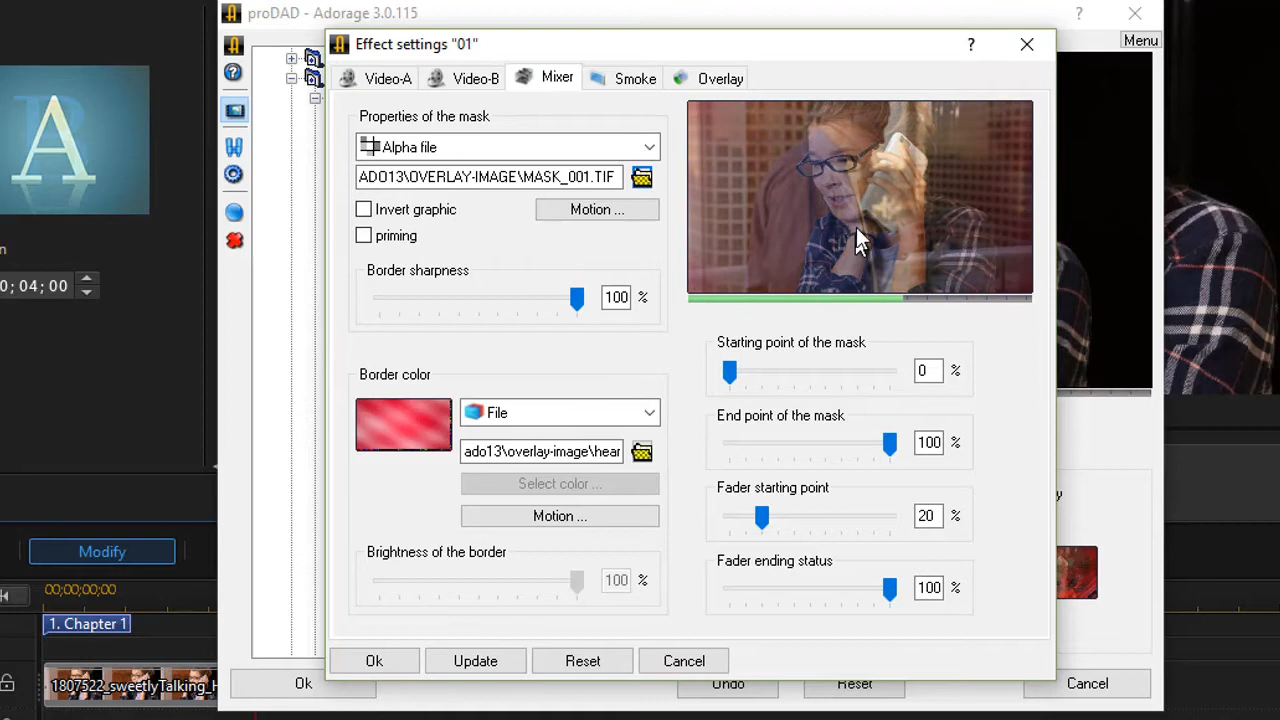 proDAD - Adorage 3.0.115
?
Menu
Effect settings "01"
?
Video-A
Video-B
Mixer
Smoke
Overlay
Properties of the mask
Alpha file
ADO13\OVERLAY-IMAGE\MASK_001.TIF
Invert graphic
Motion ...
priming
Border sharpness
100 %
Border color
File
ado13\overlay-image\hear
Select color ...
Motion ...
Brightness of the border
100 %
Starting point of the mask
0 %
End point of the mask
100 %
Fader starting point
20 %
Fader ending status
100 %
Ok
Update
Reset
Cancel
Ok
Undo
Reset
Cancel
A
n
0; 04; 00
Modify
00;00;00;00
1. Chapter 1
1807522_sweetlyTalking_H
y